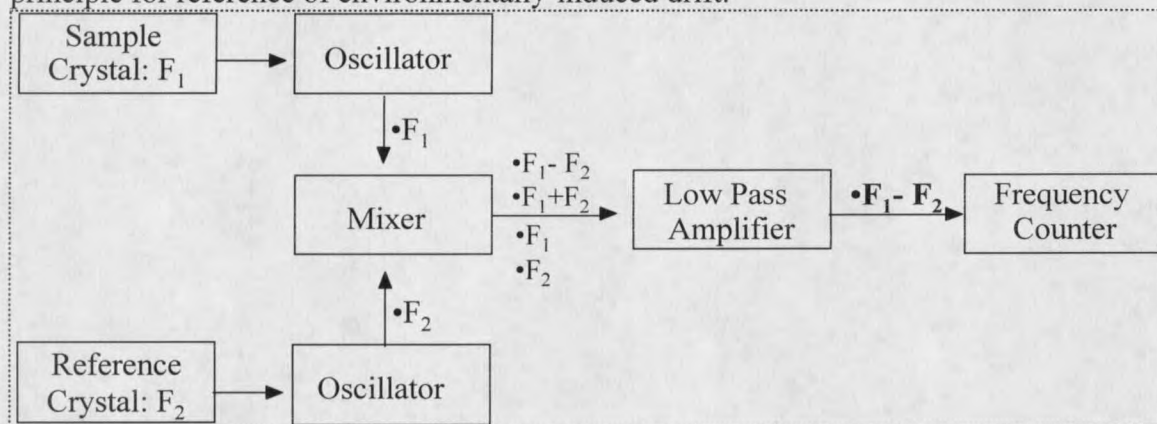 principle for reference of environmentally-induced drift.
Sample
Crystal: F₁
Oscillator
•F₁
Mixer
•F₁- F₂
•F₁+F₂
•F₁
•F₂
Low Pass
Amplifier
•F₁- F₂
Frequency
Counter
•F₂
Reference
Crystal: F₂
Oscillator